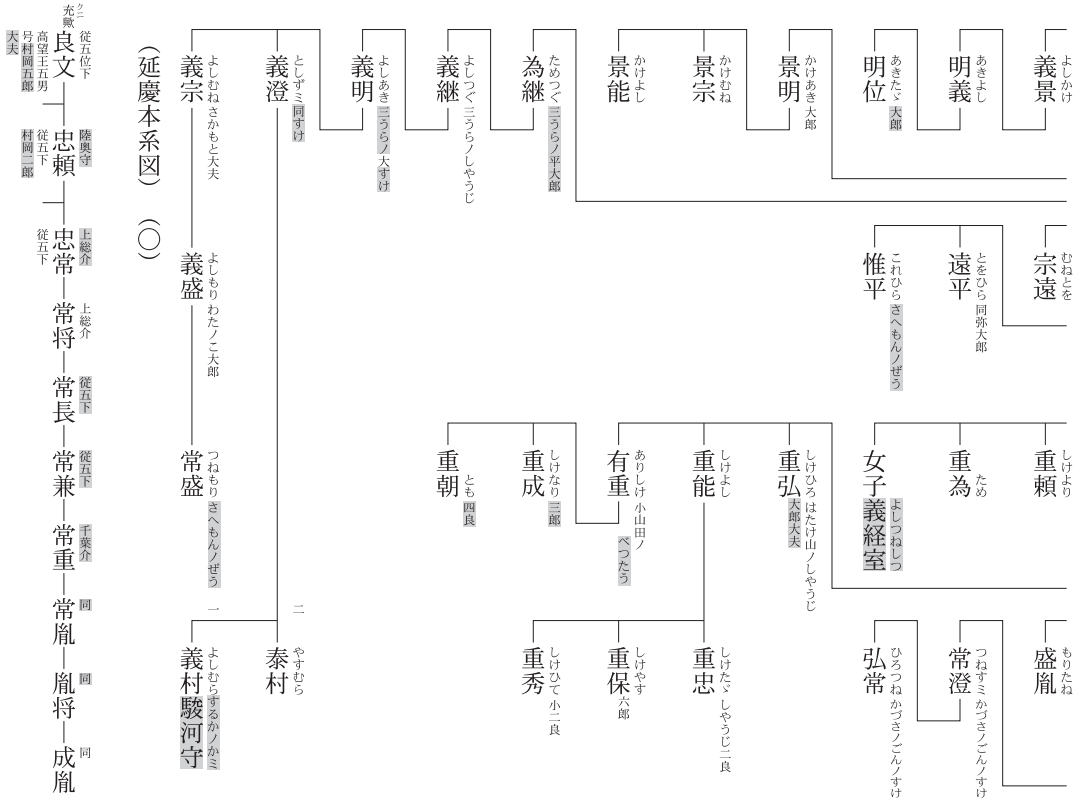 よしかけ
義景
あきよし
明義
あきたゞ 大郎
明位
かけあき 大郎
景明
かけむね
景宗
かけよし
景能
ためつぐ 三うらノ平大郎
為継
よしつぐ 三うらノしやうじ
義継
よしあき 三うらノ大すけ
義明
としずミ 同すけ
義澄
よしむね さかもと大夫
義宗
むねとを
宗遠
とをひら 同弥大郎
遠平
これひら さへもんノぜう
惟平
よしもり わたノこ大郎
義盛
しけより
重頼
ため
重為
よしつねしつ
女子義経室
しけひろ はたけ山ノしやうじ
重弘 大郎大夫
しけよし
重能
ありしけ 小山田ノ
べつたう
有重
しけなり 三郎
重成
とも 四良
重朝
つねもり さへもんノぜう
常盛
もりたね
盛胤
つねすミ かづさノごんノすけ
常澄
ひろつね かづさノごんノすけ
弘常
しけたゞ しやうじ二良
重忠
しけやす
重保 六郎
しけひて 小二良
重秀
二
やすむら
泰村
一
よしむらするかノかミ
義村駿河守
(延慶本系図) (〇)
従五位下
良文
クニ
充歟
高望王五男
号村岡五郎
大夫
陸奥守
忠頼
従五下
村岡二郎
上総介
忠常
従五下
上総介
常将
従五下
常長
従五下
常兼
千葉介
常重
同
常胤
同
胤将
同
成胤